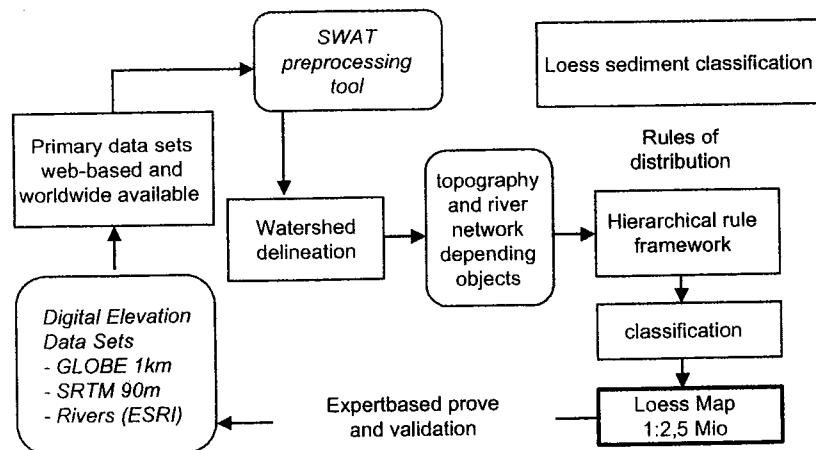 SWAT
preprocessing
tool
Loess sediment classification
Primary data sets
web-based and
worldwide available
Watershed
delineation
topography
and river
network
depending
objects
Rules of
distribution
Hierarchical rule
framework
classification
Digital Elevation
Data Sets
- GLOBE 1km
- SRTM 90m
- Rivers (ESRI)
Expertbased prove
and validation
Loess Map
1:2,5 Mio